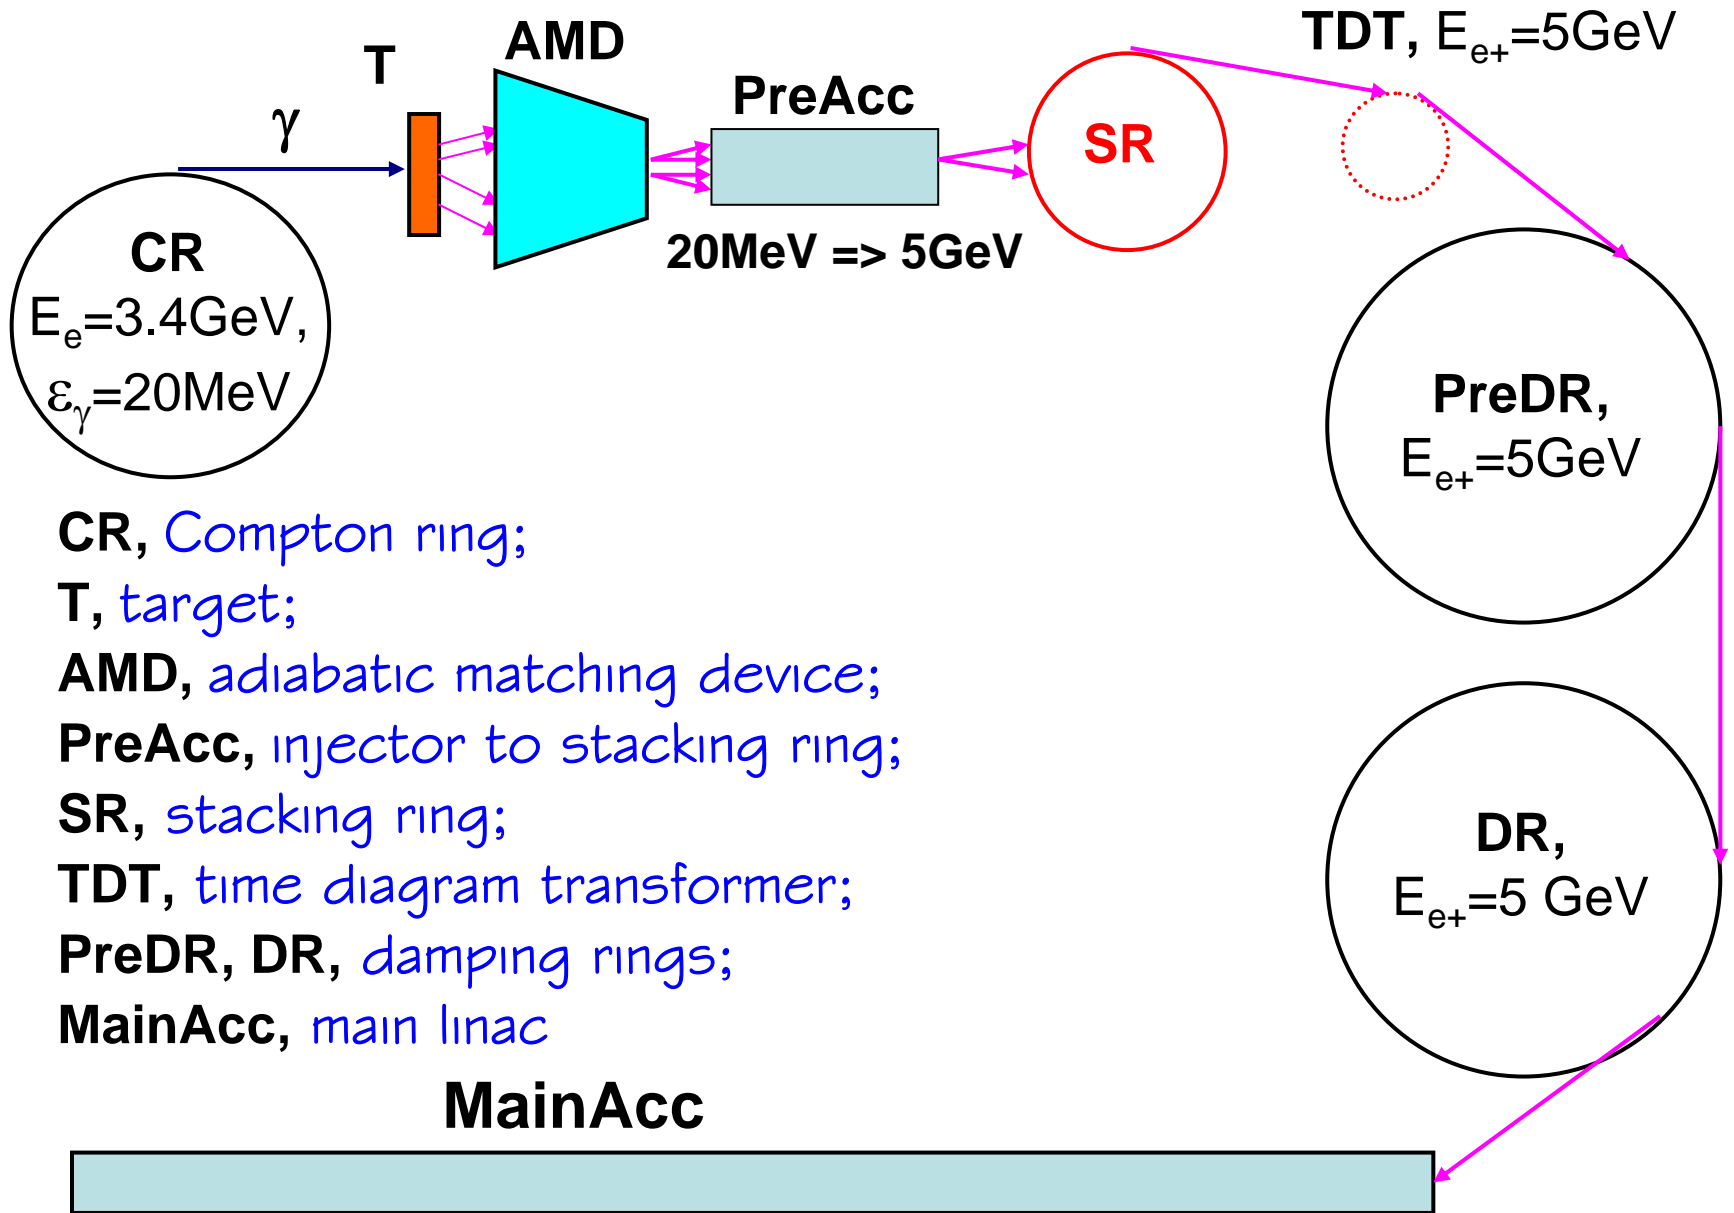 T
AMD
PreAcc
TDT, Ee+=5GeV
γ
SR
20MeV => 5GeV
CR
Ee=3.4GeV,
εγ=20MeV
PreDR,
Ee+=5GeV
CR, Compton ring;
T, target;
AMD, adiabatic matching device;
PreAcc, injector to stacking ring;
SR, stacking ring;
TDT, time diagram transformer;
PreDR, DR, damping rings;
MainAcc, main linac
DR,
Ee+=5 GeV
MainAcc